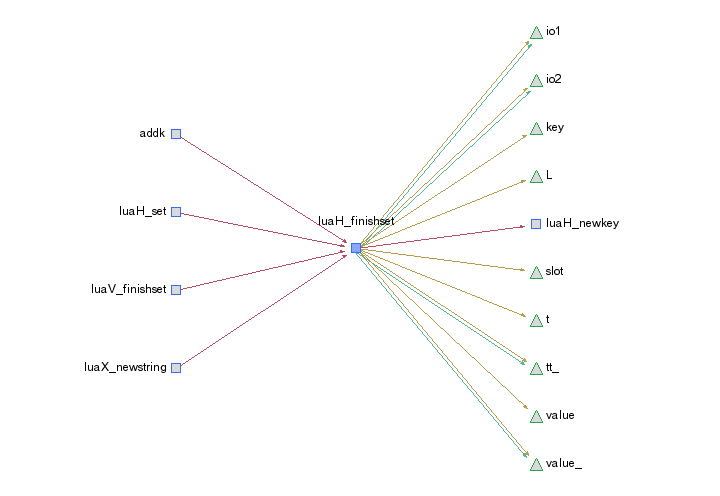 addk
luaH_set
luaV_finishset
luaX_newstring
luaH_finishset
io1
io2
key
L
luaH_newkey
slot
t
tt_
value
value_